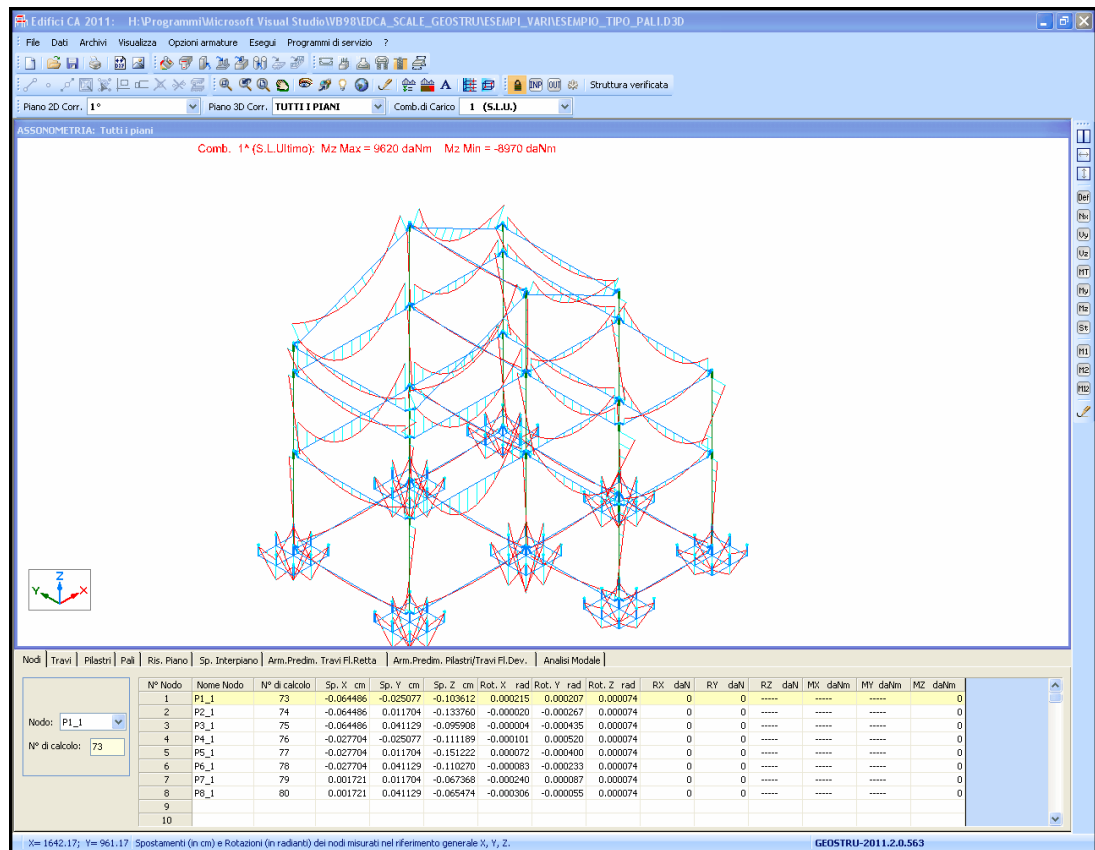 Edifici CA 2011: H:\Programmi\Microsoft Visual Studio\VB98\EDCA_SCALE_GEOSTRU\ESEMPI_VARI\ESEMPIO_TIPO_PALI.D3D
File Dati Archivi Visualizza Opzioni armature Esegui Programmi di servizio ?
DXF
A INP OUT Struttura verificata
Piano 2D Corr. 1° Piano 3D Corr. TUTTI I PIANI Comb.di Carico 1 (S.L.U.)
ASSONOMETRIA: Tutti i piani
Comb. 1^ (S.L.Ultimo): Mz Max = 9620 daNm Mz Min = -8970 daNm
Def
Nx
Vy
Vz
MT
My
Mz
St
M1
M2
M12
Z
Y X
Nodi Travi Pilastri Pali Ris. Piano Sp. Interpiano Arm.Predim. Travi Fl.Retta Arm.Predim. Pilastri/Travi Fl.Dev. Analisi Modale
Nodo: P1_1
N° di calcolo: 73
N° Nodo Nome Nodo N° di calcolo Sp. X cm Sp. Y cm Sp. Z cm Rot. X rad Rot. Y rad Rot. Z rad RX daN RY daN RZ daN MX daNm MY daNm MZ daNm
1 P1_1 73 -0.064486 -0.025077 -0.103612 0.000215 0.000207 0.000074 0 0 ----- ----- ----- 0
2 P2_1 74 -0.064486 0.011704 -0.133760 -0.000020 -0.000267 0.000074 0 0 ----- ----- ----- 0
3 P3_1 75 -0.064486 0.041129 -0.095908 -0.000004 -0.000435 0.000074 0 0 ----- ----- ----- 0
4 P4_1 76 -0.027704 -0.025077 -0.111189 -0.000101 0.000520 0.000074 0 0 ----- ----- ----- 0
5 P5_1 77 -0.027704 0.011704 -0.151222 0.000072 -0.000400 0.000074 0 0 ----- ----- ----- 0
6 P6_1 78 -0.027704 0.041129 -0.110270 -0.000083 -0.000233 0.000074 0 0 ----- ----- ----- 0
7 P7_1 79 0.001721 0.011704 -0.067368 -0.000240 0.000087 0.000074 0 0 ----- ----- ----- 0
8 P8_1 80 0.001721 0.041129 -0.065474 -0.000306 -0.000055 0.000074 0 0 ----- ----- ----- 0
9
10
X= 1642.17; Y= 961.17 Spostamenti (in cm) e Rotazioni (in radianti) dei nodi misurati nel riferimento generale X, Y, Z. GEOSTRU-2011.2.0.563